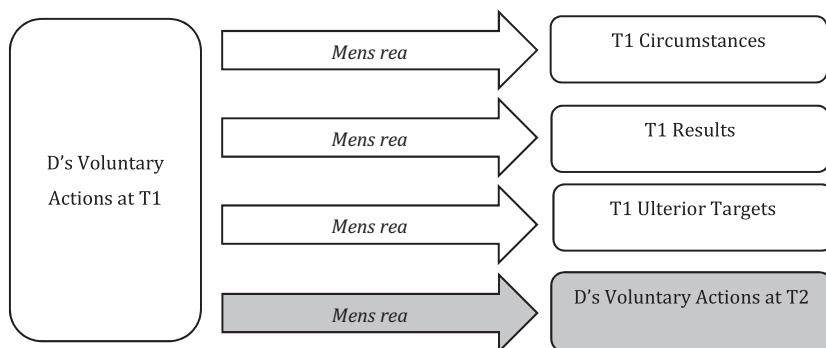 D’s Voluntary
Actions at T1
Mens rea
T1 Circumstances
Mens rea
T1 Results
Mens rea
T1 Ulterior Targets
Mens rea
D’s Voluntary Actions at T2